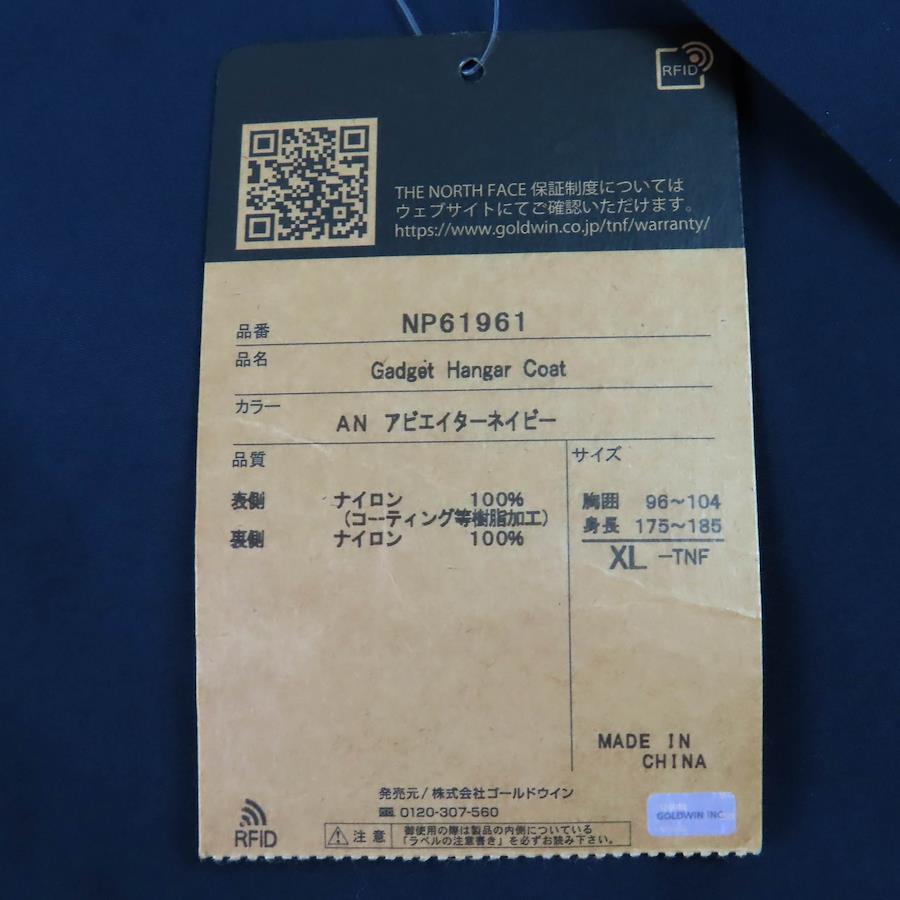 RFID
THE NORTH FACE 保証制度については
ウェブサイトにてご確認いただけます。
https://www.goldwin.co.jp/tnf/warranty/
品番 NP61961
品名 Gadget Hangar Coat
カラー AN アビエイターネイビー
品質
表側 ナイロン 100%
(コーティング等樹脂加工)
裏側 ナイロン 100%
サイズ
胸囲 96~104
身長 175~185
XL -TNF
MADE IN
CHINA
発売元/株式会社ゴールドウイン
0120-307-560
RFID
注意
御使用の際は製品の内側についている
「ラベルの注意書き」を必ずお読み下さい。
GOLDWIN INC.